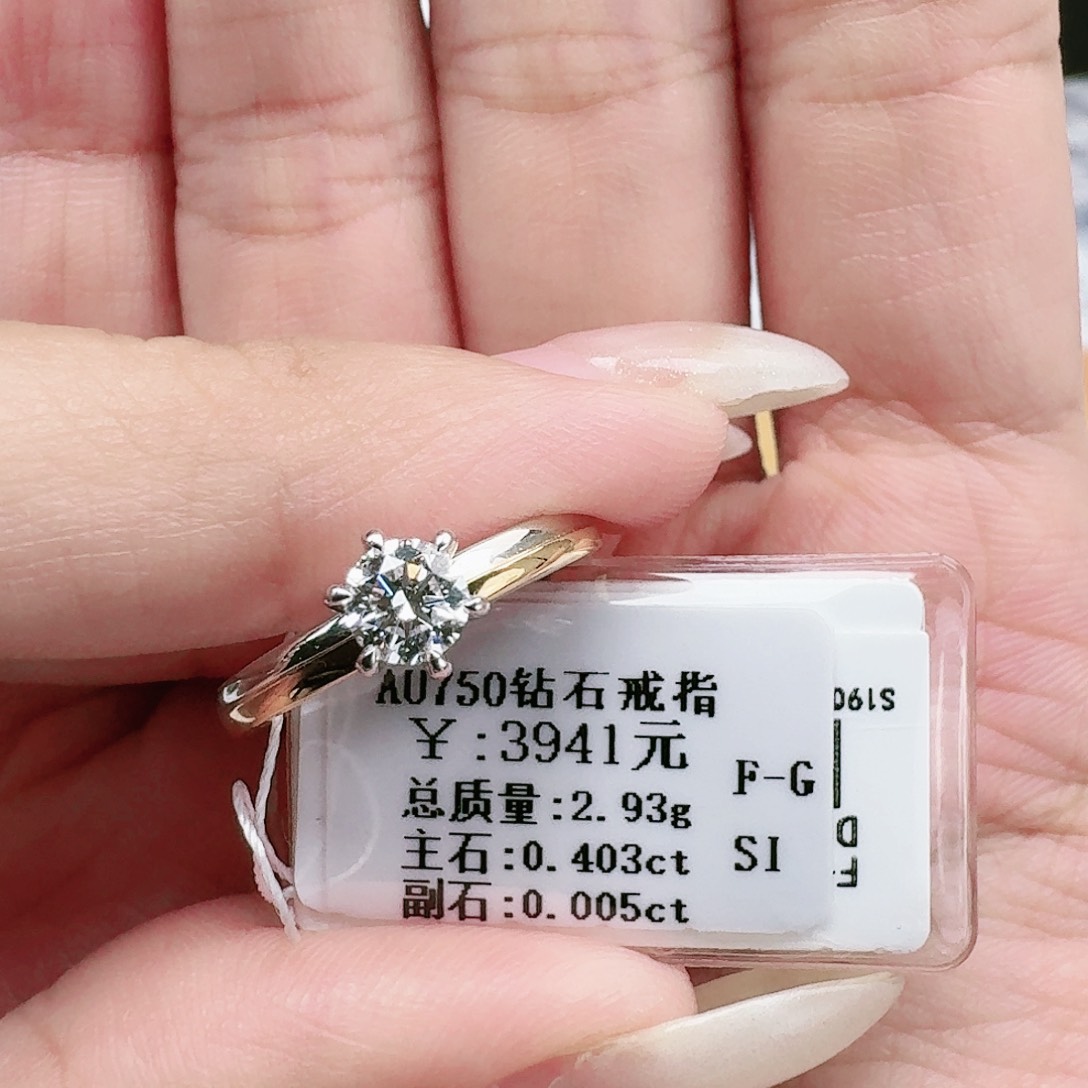 AU750钻石戒指
￥:3941元
总质量:2.93g
主石:0.403ct
副石:0.005ct
F-G
SI
S190